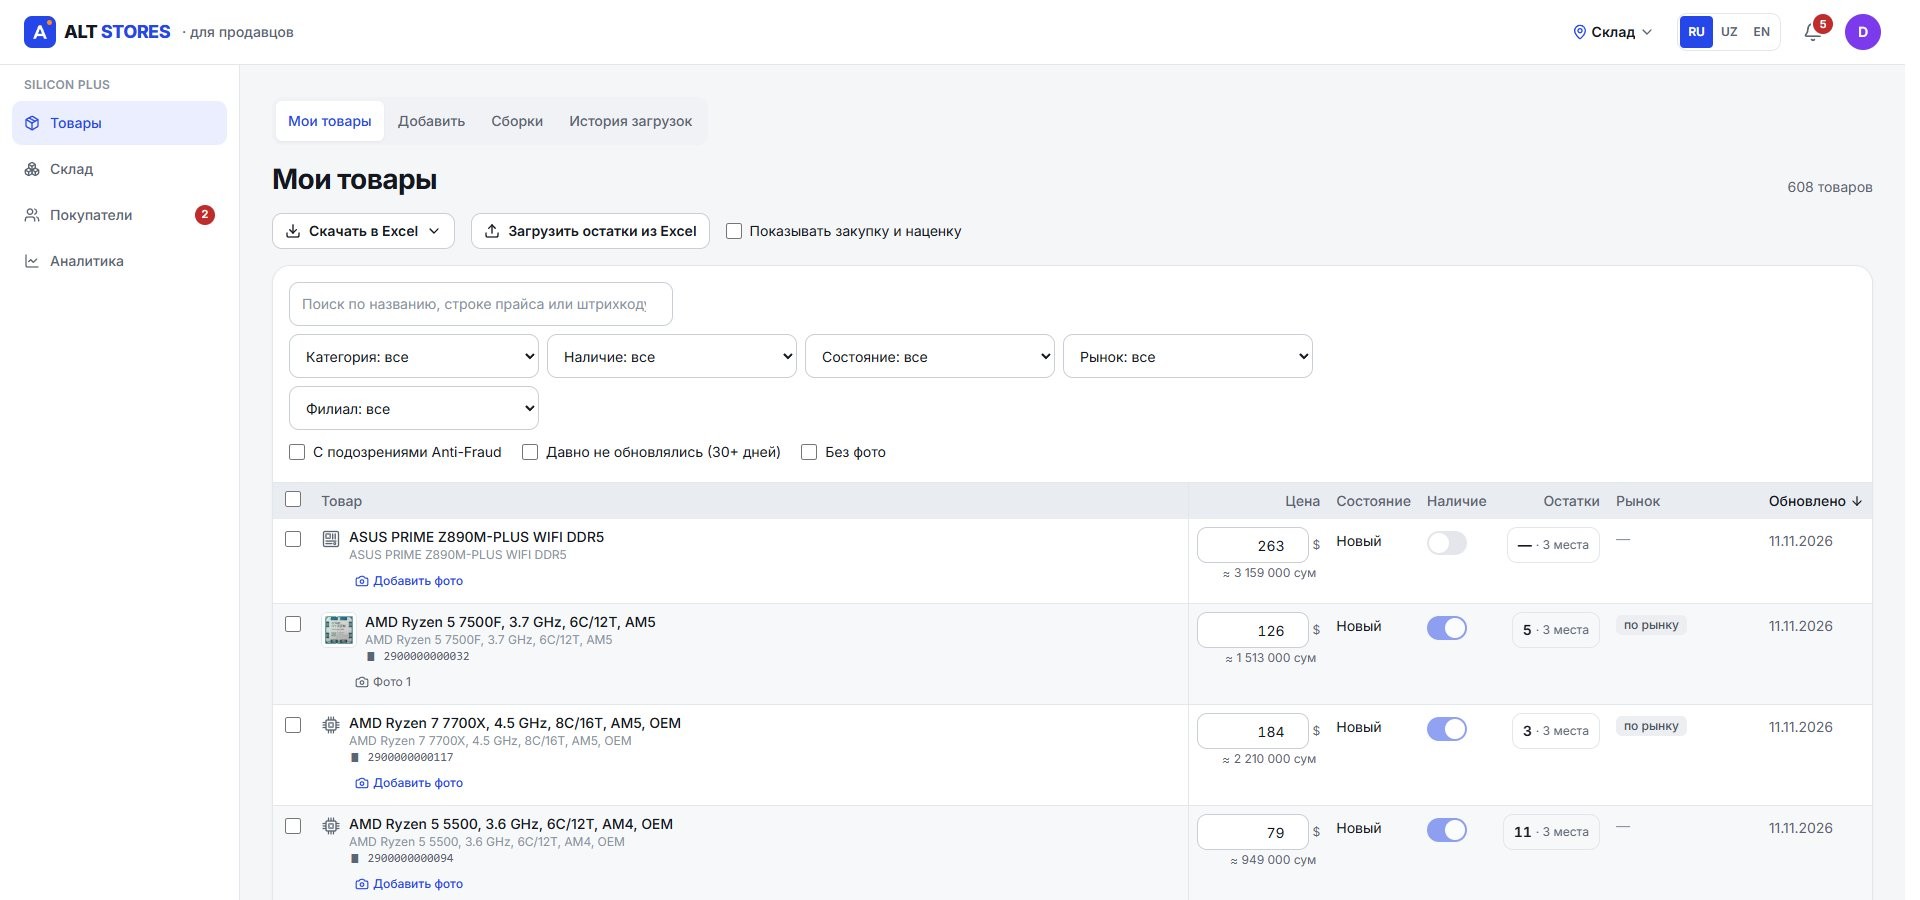 A ALT STORES · для продавцов
Склад
RU UZ EN
5
D
SILICON PLUS
Товары
Склад
Покупатели 2
Аналитика
Мои товары Добавить Сборки История загрузок
Мои товары
608 товаров
Скачать в Excel Загрузить остатки из Excel Показывать закупку и наценку
Поиск по названию, строке прайса или штрихкоду
Категория: все Наличие: все Состояние: все Рынок: все
Филиал: все
С подозрениями Anti-Fraud Давно не обновлялись (30+ дней) Без фото
Товар Цена Состояние Наличие Остатки Рынок Обновлено ↓
ASUS PRIME Z890M-PLUS WIFI DDR5 263 $ Новый — · 3 места — 11.11.2026
ASUS PRIME Z890M-PLUS WIFI DDR5
≈ 3 159 000 сум
Добавить фото
AMD Ryzen 5 7500F, 3.7 GHz, 6C/12T, AM5 126 $ Новый 5 · 3 места по рынку 11.11.2026
AMD Ryzen 5 7500F, 3.7 GHz, 6C/12T, AM5
2900000000032 ≈ 1 513 000 сум
Фото 1
AMD Ryzen 7 7700X, 4.5 GHz, 8C/16T, AM5, OEM 184 $ Новый 3 · 3 места по рынку 11.11.2026
AMD Ryzen 7 7700X, 4.5 GHz, 8C/16T, AM5, OEM
2900000000117 ≈ 2 210 000 сум
Добавить фото
AMD Ryzen 5 5500, 3.6 GHz, 6C/12T, AM4, OEM 79 $ Новый 11 · 3 места — 11.11.2026
AMD Ryzen 5 5500, 3.6 GHz, 6C/12T, AM4, OEM
2900000000094 ≈ 949 000 сум
Добавить фото